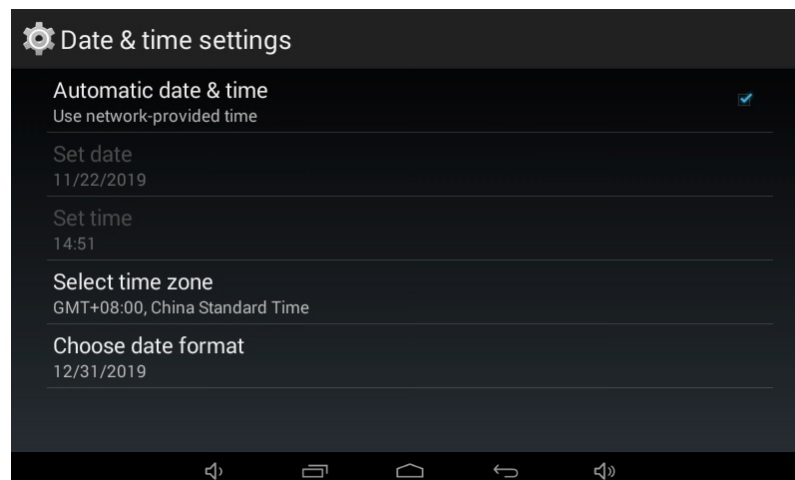 Date & time settings
Automatic date & time
Use network-provided time
Set date
11/22/2019
Set time
14:51
Select time zone
GMT+08:00, China Standard Time
Choose date format
12/31/2019